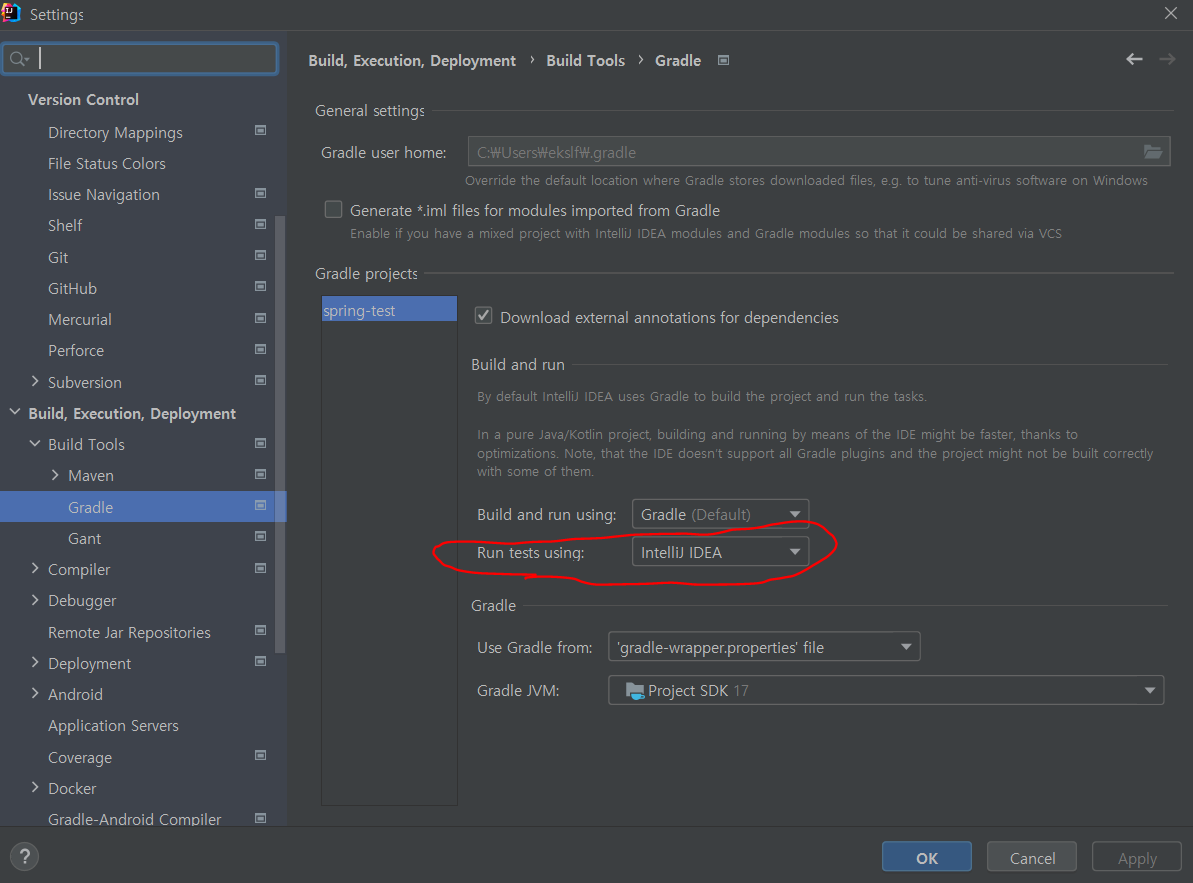 Settings
Version Control
Directory Mappings
File Status Colors
Issue Navigation
Shelf
Git
GitHub
Mercurial
Perforce
Subversion
Build, Execution, Deployment
Build Tools
Maven
Gradle
Gant
Compiler
Debugger
Remote Jar Repositories
Deployment
Android
Application Servers
Coverage
Docker
Gradle-Android Compiler
Build, Execution, Deployment › Build Tools › Gradle
General settings
Gradle user home: C:₩Users₩ekslf₩.gradle
Override the default location where Gradle stores downloaded files, e.g. to tune anti-virus software on Windows
Generate *.iml files for modules imported from Gradle
Enable if you have a mixed project with IntelliJ IDEA modules and Gradle modules so that it could be shared via VCS
Gradle projects
spring-test
Download external annotations for dependencies
Build and run
By default IntelliJ IDEA uses Gradle to build the project and run the tasks.
In a pure Java/Kotlin project, building and running by means of the IDE might be faster, thanks to
optimizations. Note, that the IDE doesn't support all Gradle plugins and the project might not be built correctly
with some of them.
Build and run using: Gradle (Default)
Run tests using: IntelliJ IDEA
Gradle
Use Gradle from: 'gradle-wrapper.properties' file
Gradle JVM: Project SDK 17
?
OK
Cancel
Apply